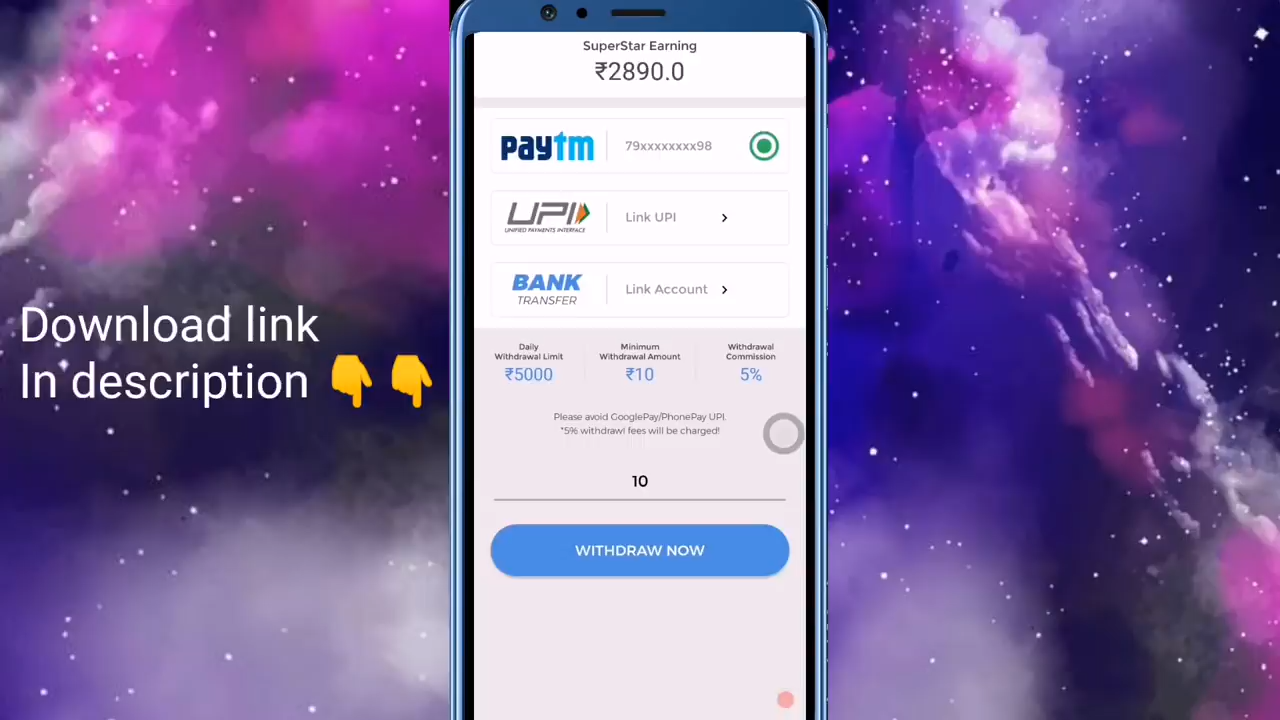 SuperStar Earning
₹2890.0
paytm
79xxxxxxxx98
UPI
UNIFIED PAYMENTS INTERFACE
Link UPI
BANK
TRANSFER
Link Account
Download link
In description 👇👇
Daily
Withdrawal Limit
₹5000
Minimum
Withdrawal Amount
₹10
Withdrawal
Commission
5%
Please avoid GooglePay/PhonePay UPI.
*5% withdrawl fees will be charged!
10
WITHDRAW NOW